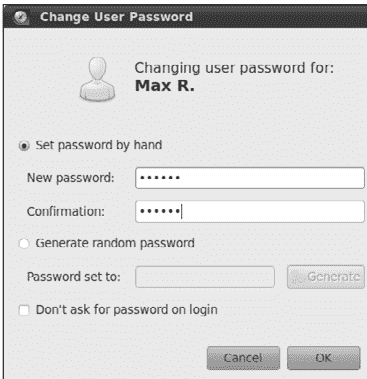 Change User Password
Changing user password for:
Max R.
Set password by hand
New password: ••••••
Confirmation: ••••••
Generate random password
Password set to: Generate
Don't ask for password on login
Cancel OK